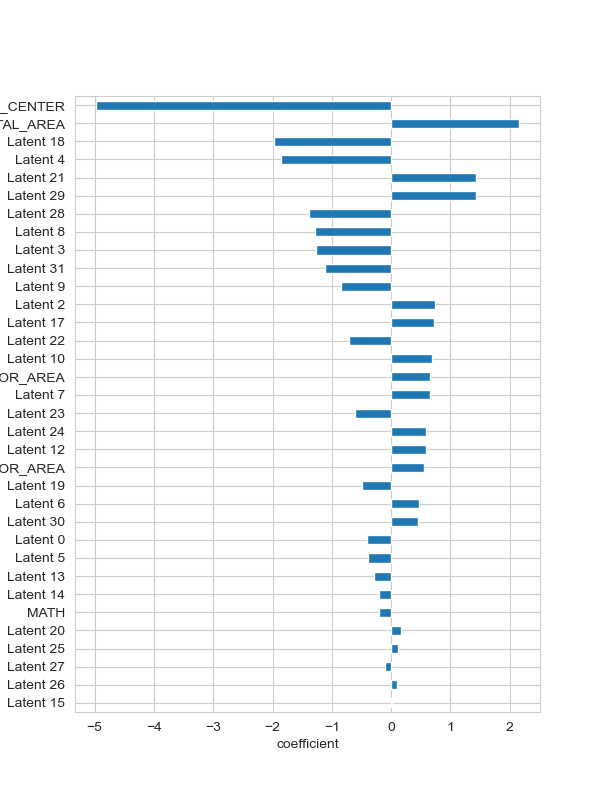 _CENTER
TAL_AREA
Latent 18
Latent 4
Latent 21
Latent 29
Latent 28
Latent 8
Latent 3
Latent 31
Latent 9
Latent 2
Latent 17
Latent 22
Latent 10
OR_AREA
Latent 7
Latent 23
Latent 24
Latent 12
OR_AREA
Latent 19
Latent 6
Latent 30
Latent 0
Latent 5
Latent 13
Latent 14
MATH
Latent 20
Latent 25
Latent 27
Latent 26
Latent 15
−5 −4 −3 −2 −1 0 1 2
coefficient